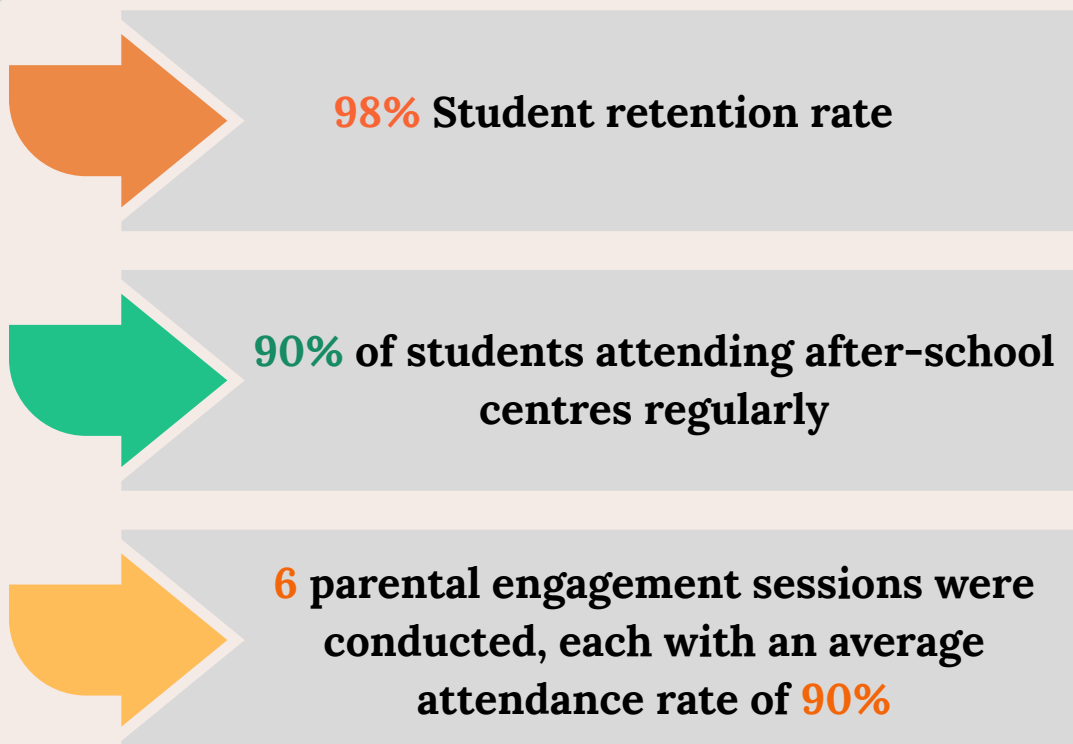 98% Student retention rate
90% of students attending after-school
centres regularly
6 parental engagement sessions were
conducted, each with an average
attendance rate of 90%